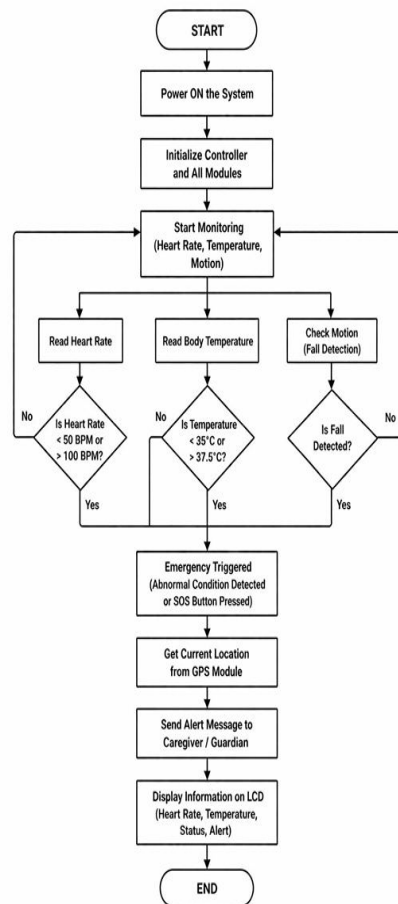 START
Power ON the System
Initialize Controller
and All Modules
Start Monitoring
(Heart Rate, Temperature,
Motion)
Read Heart Rate
Read Body Temperature
Check Motion
(Fall Detection)
No
Is Heart Rate
< 50 BPM or
> 100 BPM?
Yes
No
Is Temperature
< 35°C or
> 37.5°C?
Yes
Is Fall
Detected?
No
Yes
Emergency Triggered
(Abnormal Condition Detected
or SOS Button Pressed)
Get Current Location
from GPS Module
Send Alert Message to
Caregiver / Guardian
Display Information on LCD
(Heart Rate, Temperature,
Status, Alert)
END